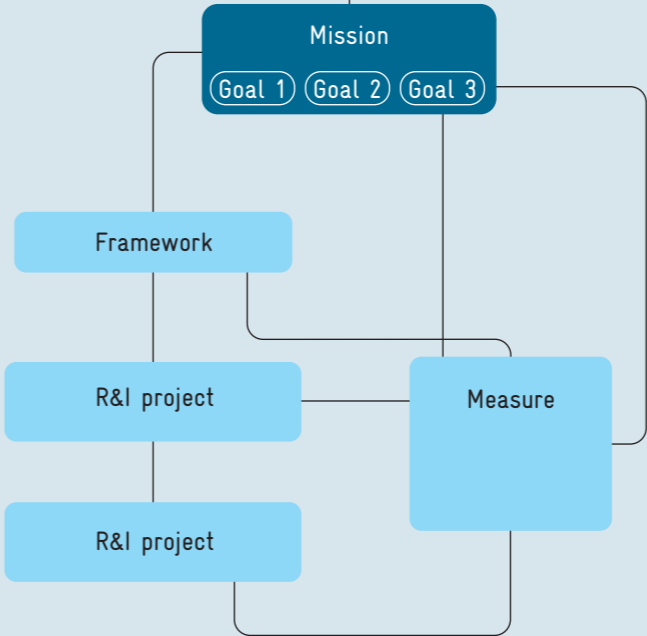 Mission
Goal 1 Goal 2 Goal 3
Framework
R&I project
Measure
R&I project